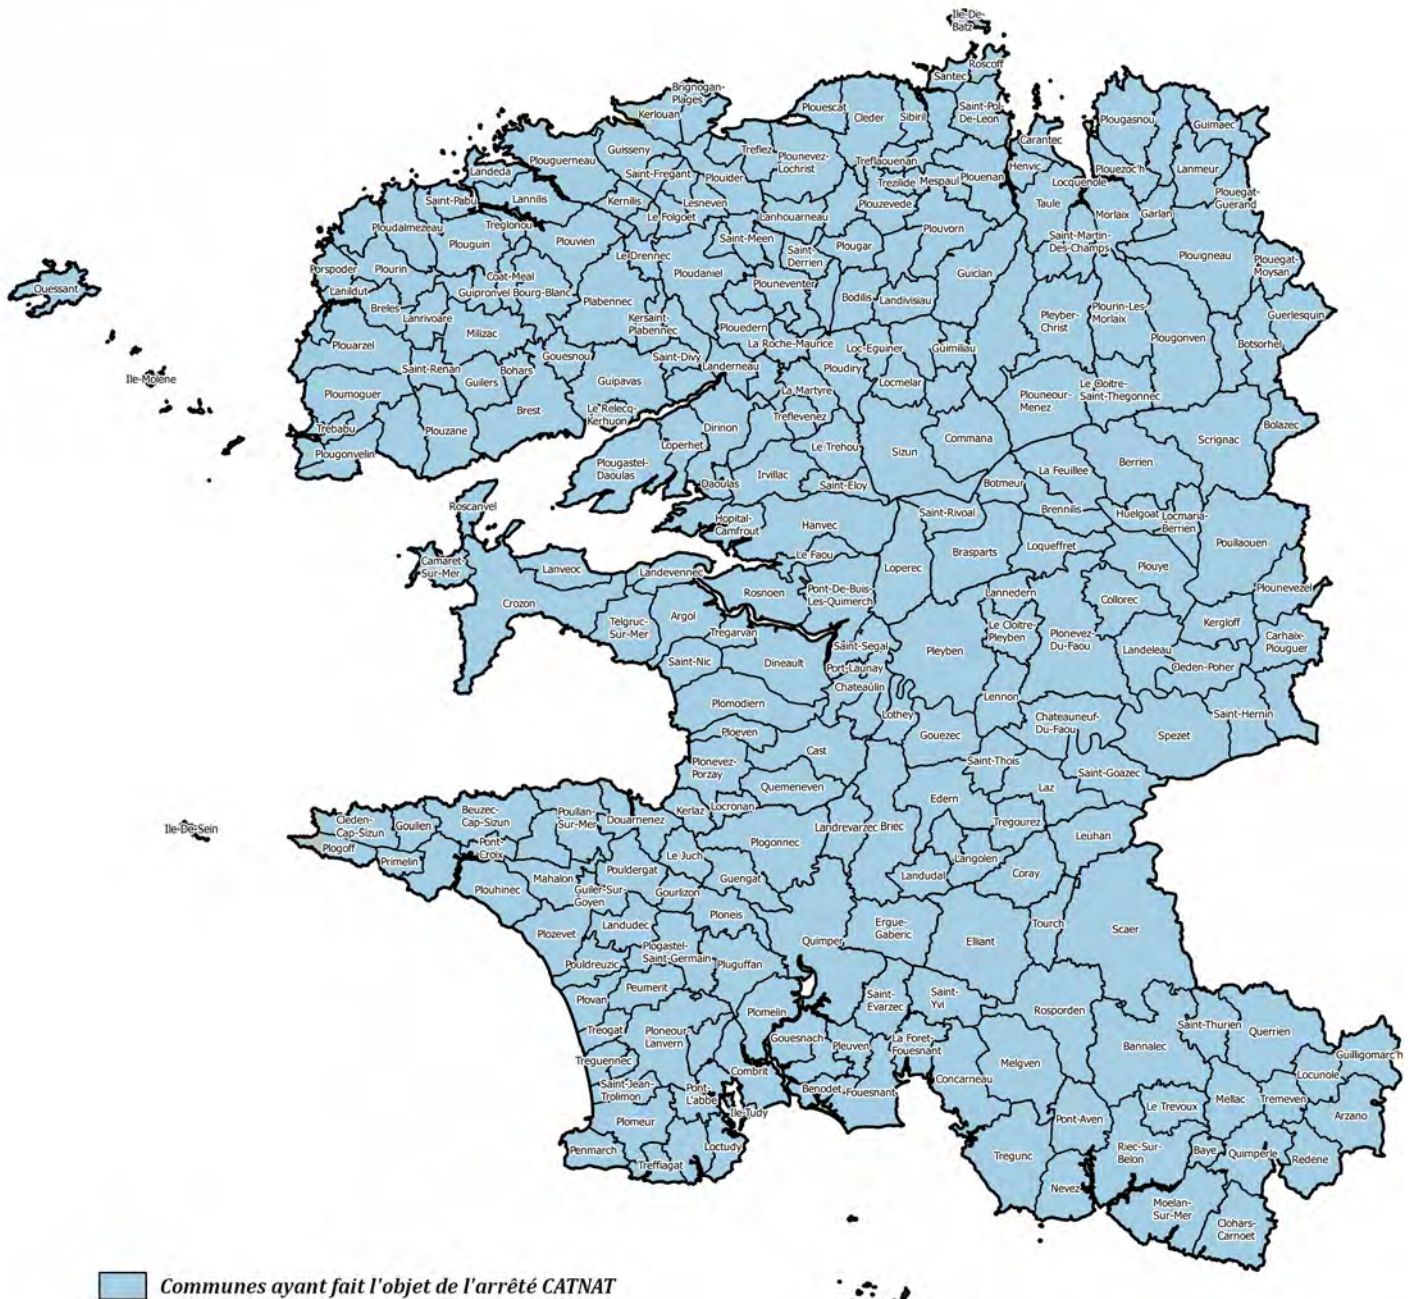 Ile-De-
Batz
Roscoff
Santec
Brignogan-
Plages
Kerlouan
Plouescat
Cleder
Sibiril
Saint-Pol-
De-Leon
Plougasnou
Guimaec
Carantec
Plouguerneau
Guisseny
Treflez
Plounevez-
Lochrist
Treflaouenan
Henvic
Plouezoc'h
Lanmeur
Landeda
Saint-Fregant
Plouider
Trezilide
Mespaul
Plouenan
Locquenole
Plouegat-
Guerand
Saint-Pabu
Lannilis
Kernilis
Lesneven
Le Folgoet
Lanhouarneau
Plouzevede
Taule
Morlaix
Garlan
Ploudalmezeau
Treglonou
Plouguin
Plouvien
Saint-Meen
Saint-
Derrien
Plougar
Plouvorn
Saint-Martin-
Des-Champs
Plouigneau
Le Drennec
Porspoder
Plourin
Coat-Meal
Ploudaniel
Plouneventer
Guiclan
Plouegat-
Moysan
Ouessant
Lanildut
Guipronvel
Bourg-Blanc
Plabennec
Bodilis
Landivisiau
Breles
Lanrivoare
Milizac
Kersaint-
Plabennec
Plouedern
Pleyber-
Christ
Plourin-Les-
Morlaix
Plougonven
Botsorhel
Guerlesquin
Plouarzel
Saint-Renan
Bohars
Gouesnou
Saint-Divy
Landerneau
La Roche-Maurice
Loc-Eguiner
Guimiliau
Ile-Molene
Guilers
Guipavas
Ploudiry
Locmelar
Ploumoguer
Brest
Le Relecq-
Kerhuon
La Martyre
Treflevenez
Plouneour-
Menez
Le Cloitre-
Saint-Thegonnec
Trebabu
Plouzane
Plougonvelin
Dirinon
Loperhet
Le Trehou
Sizun
Commana
Scrignac
Bolazec
Plougastel-
Daoulas
Daoulas
Irvillac
Saint-Eloy
Botmeur
La Feuillee
Berrien
Roscanvel
Hopital-
Camfrout
Hanvec
Saint-Rivoal
Brennilis
Huelgoat
Locmaria-
Berrien
Poullaouen
Camaret-
Sur-Mer
Lanveoc
Landevennec
Le Faou
Loperec
Brasparts
Loqueffret
Plouye
Crozon
Rosnoen
Pont-De-Buis-
Les-Quimerch
Lannedern
Collorec
Plounevezel
Telgruc-
Sur-Mer
Argol
Tregarvan
Saint-Segal
Pleyben
Le Cloitre-
Pleyben
Plonevez-
Du-Faou
Landeleau
Kergloff
Carhaix-
Plouguer
Saint-Nic
Dineault
Port-Launay
Cleden-Poher
Chateaulin
Plomodiern
Lothey
Lennon
Chateauneuf-
Du-Faou
Spezet
Saint-Hernin
Ploeven
Cast
Gouezec
Saint-Thois
Saint-Goazec
Plonevez-
Porzay
Quemeneven
Edern
Laz
Ile-De-Sein
Cleden-
Cap-Sizun
Goulien
Beuzec-
Cap-Sizun
Poullan-
Sur-Mer
Douarnenez
Kerlaz
Locronan
Landrevarzec
Briec
Tregourez
Leuhan
Plogoff
Primelin
Pont-
Croix
Le Juch
Plogonnec
Langolen
Landudal
Coray
Plouhinec
Mahalon
Guiler-Sur-
Goyen
Pouldergat
Gourlizon
Guengat
Plozevet
Landudec
Ploneis
Ergue-
Gaberic
Elliant
Tourch
Scaer
Quimper
Pouldreuzic
Plogastel-
Saint-Germain
Pluguffan
Plovan
Peumerit
Plomelin
Saint-
Evarzec
Saint-
Yvi
Rosporden
Treogat
Ploneour-
Lanvern
Gouesnach
Pleuven
La Foret-
Fouesnant
Melgven
Bannalec
Saint-Thurien
Querrien
Guilligomarc'h
Treguennec
Combrit
Benodet
Fouesnant
Concarneau
Locunole
Saint-Jean-
Trolimon
Pont-
L'abbe
Ile-Tudy
Pont-Aven
Le Trevoux
Mellac
Tremeven
Arzano
Plomeur
Loctudy
Penmarch
Treffiagat
Tregunc
Riec-Sur-
Belon
Baye
Quimperle
Redene
Nevez
Moelan-
Sur-Mer
Clohars-
Carnoet
Communes ayant fait l'objet de l'arrêté CATNAT